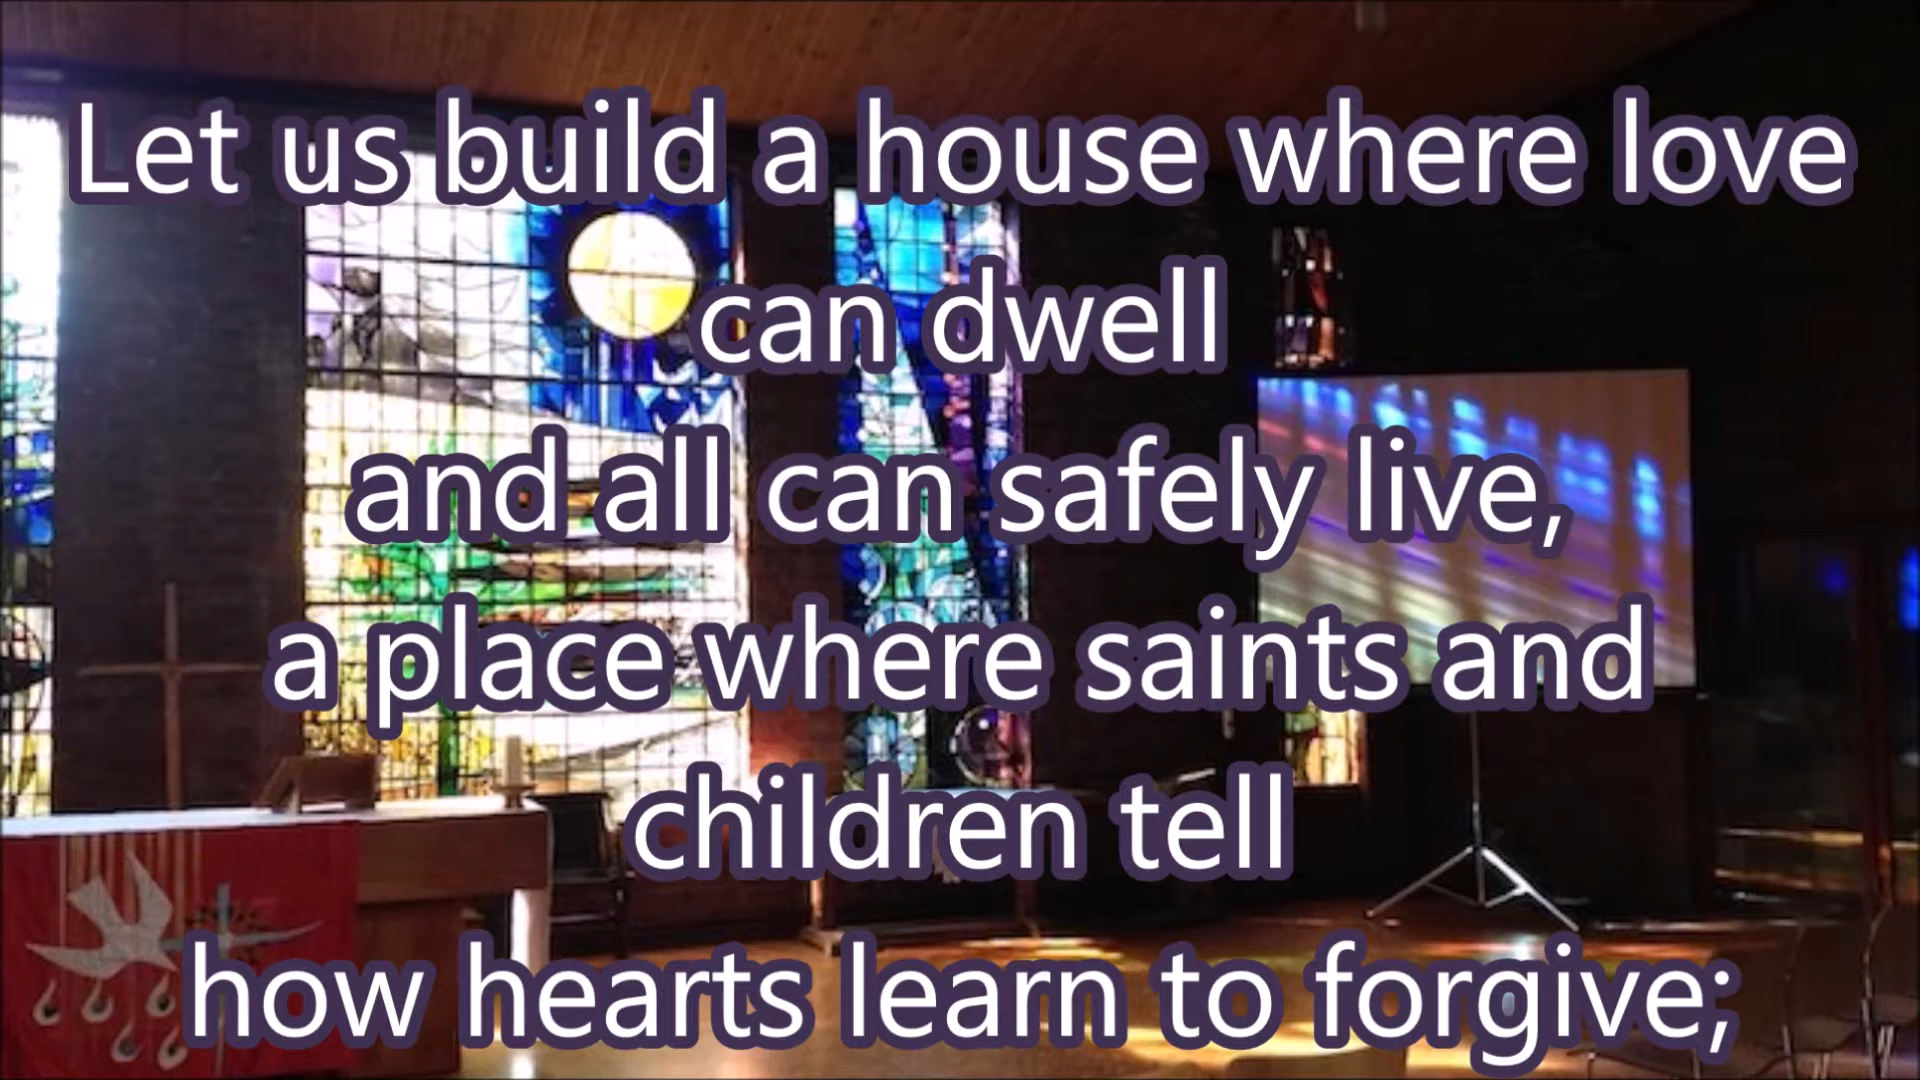 Let us build a house where love
can dwell
and all can safely live,
a place where saints and
children tell
how hearts learn to forgive;